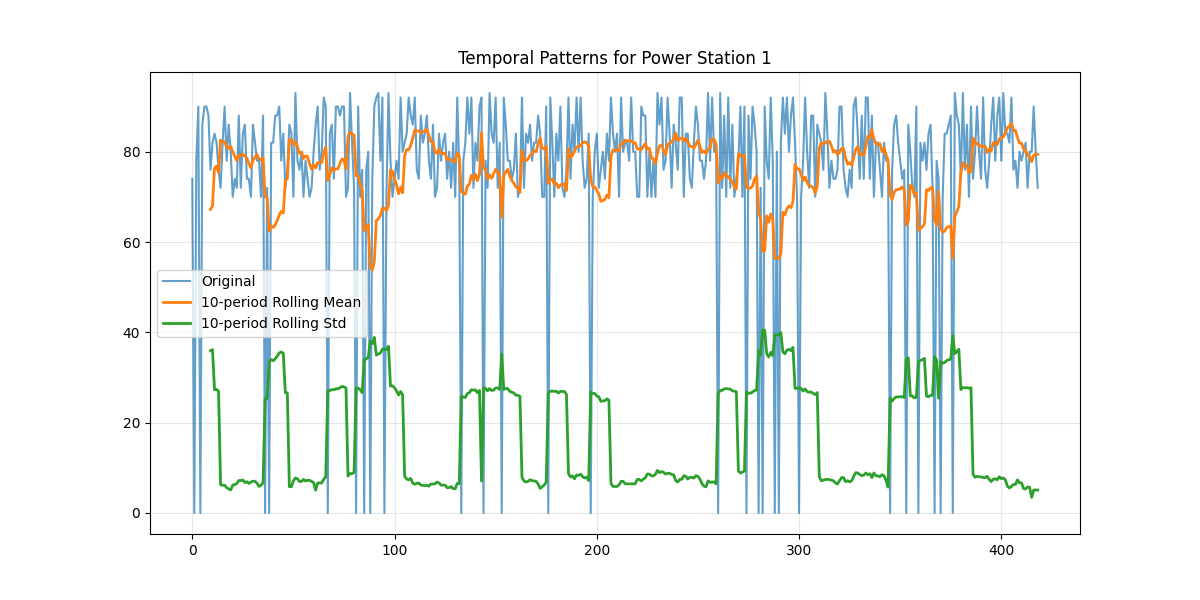 Temporal Patterns for Power Station 1
80
60
40
20
0
Original
10-period Rolling Mean
10-period Rolling Std
0 100 200 300 400